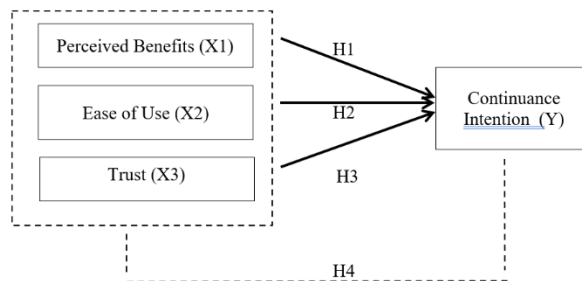 Perceived Benefits (X1)
H1
Ease of Use (X2)
H2
Continuance
Intention (Y)
Trust (X3)
H3
H4